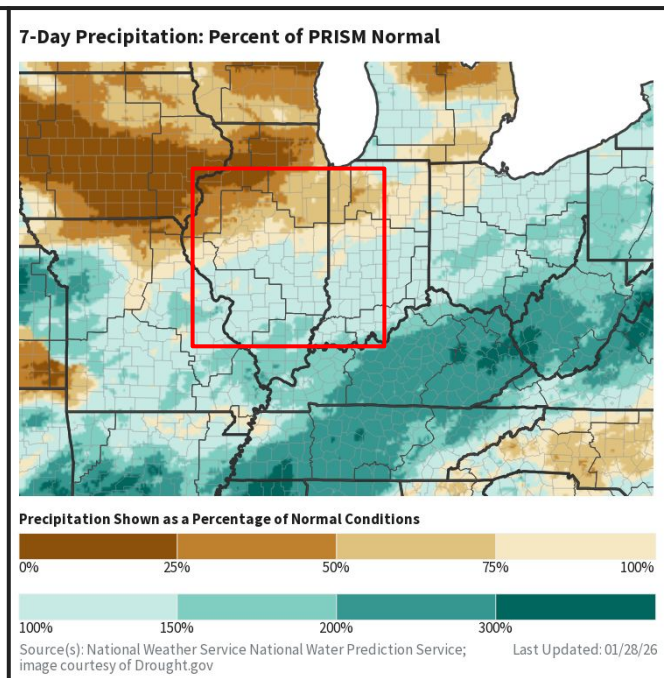 7-Day Precipitation: Percent of PRISM Normal
Precipitation Shown as a Percentage of Normal Conditions
0% 25% 50% 75% 100%
100% 150% 200% 300%
Source(s): National Weather Service National Water Prediction Service; Last Updated: 01/28/26
image courtesy of Drought.gov